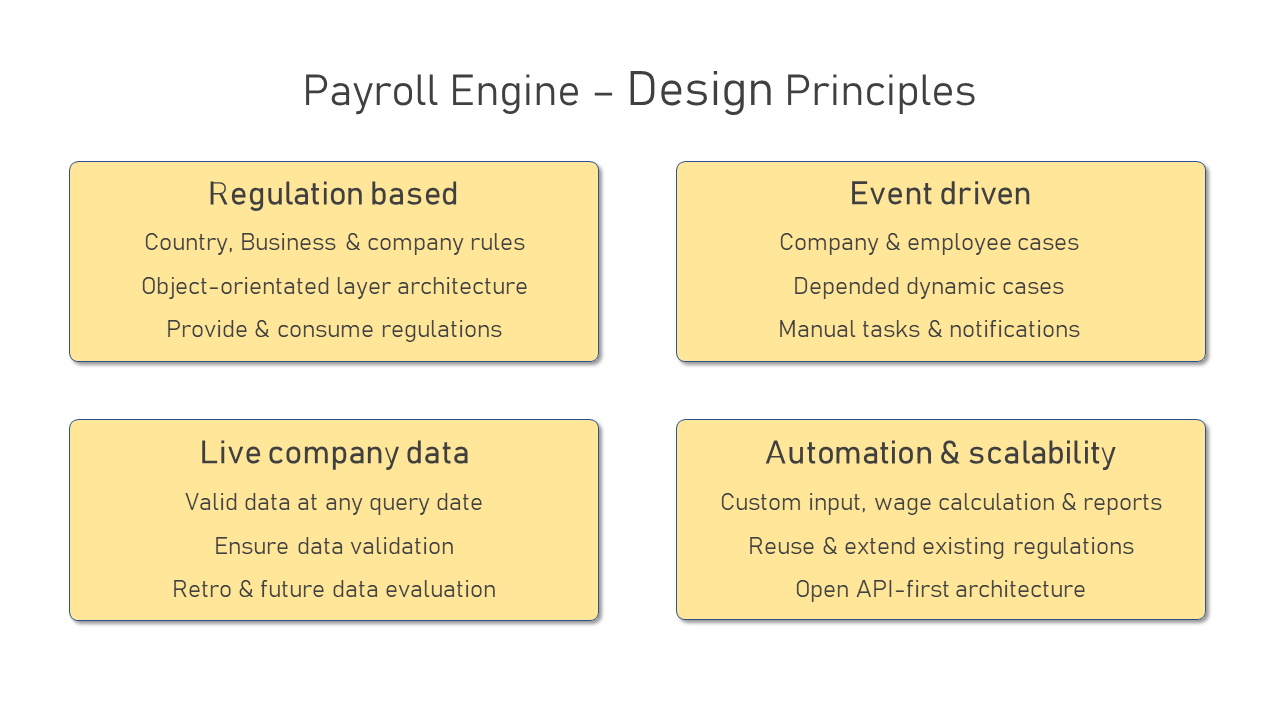 Payroll Engine – Design Principles
Regulation based
Country, Business & company rules
Object-orientated layer architecture
Provide & consume regulations
Event driven
Company & employee cases
Depended dynamic cases
Manual tasks & notifications
Live company data
Valid data at any query date
Ensure data validation
Retro & future data evaluation
Automation & scalability
Custom input, wage calculation & reports
Reuse & extend existing regulations
Open API-first architecture